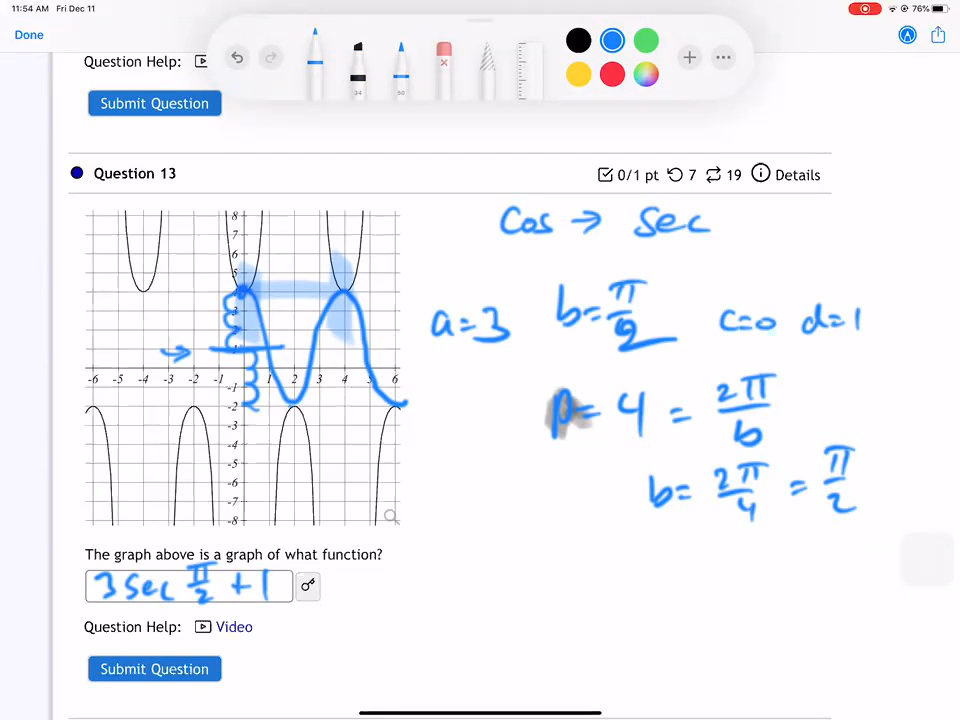 11:54 AM Fri Dec 11
76%
Done
34
50
Question Help:
Submit Question
Question 13
0/1 pt 7 19 Details
Cos → Sec
a=3 b=π/2 c=0 d=1
p= 4 = 2π/b
b= 2π/4 = π/2
8
7
6
5
4
3
1
-6 -5 -4 -3 -2 -1 1 2 3 4 5 6
-1
-2
-3
-4
-5
-6
-7
-8
The graph above is a graph of what function?
3 sec π/2 + 1
Question Help: Video
Submit Question